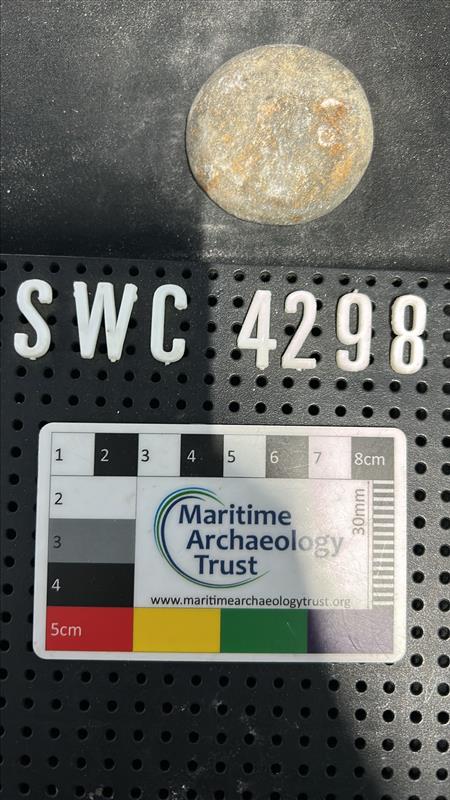 SWC 4298
1 2 3 4 5 6 7 8cm
2
3
4
5cm
30mm
Maritime
Archaeology
Trust
www.maritimearchaeologytrust.org